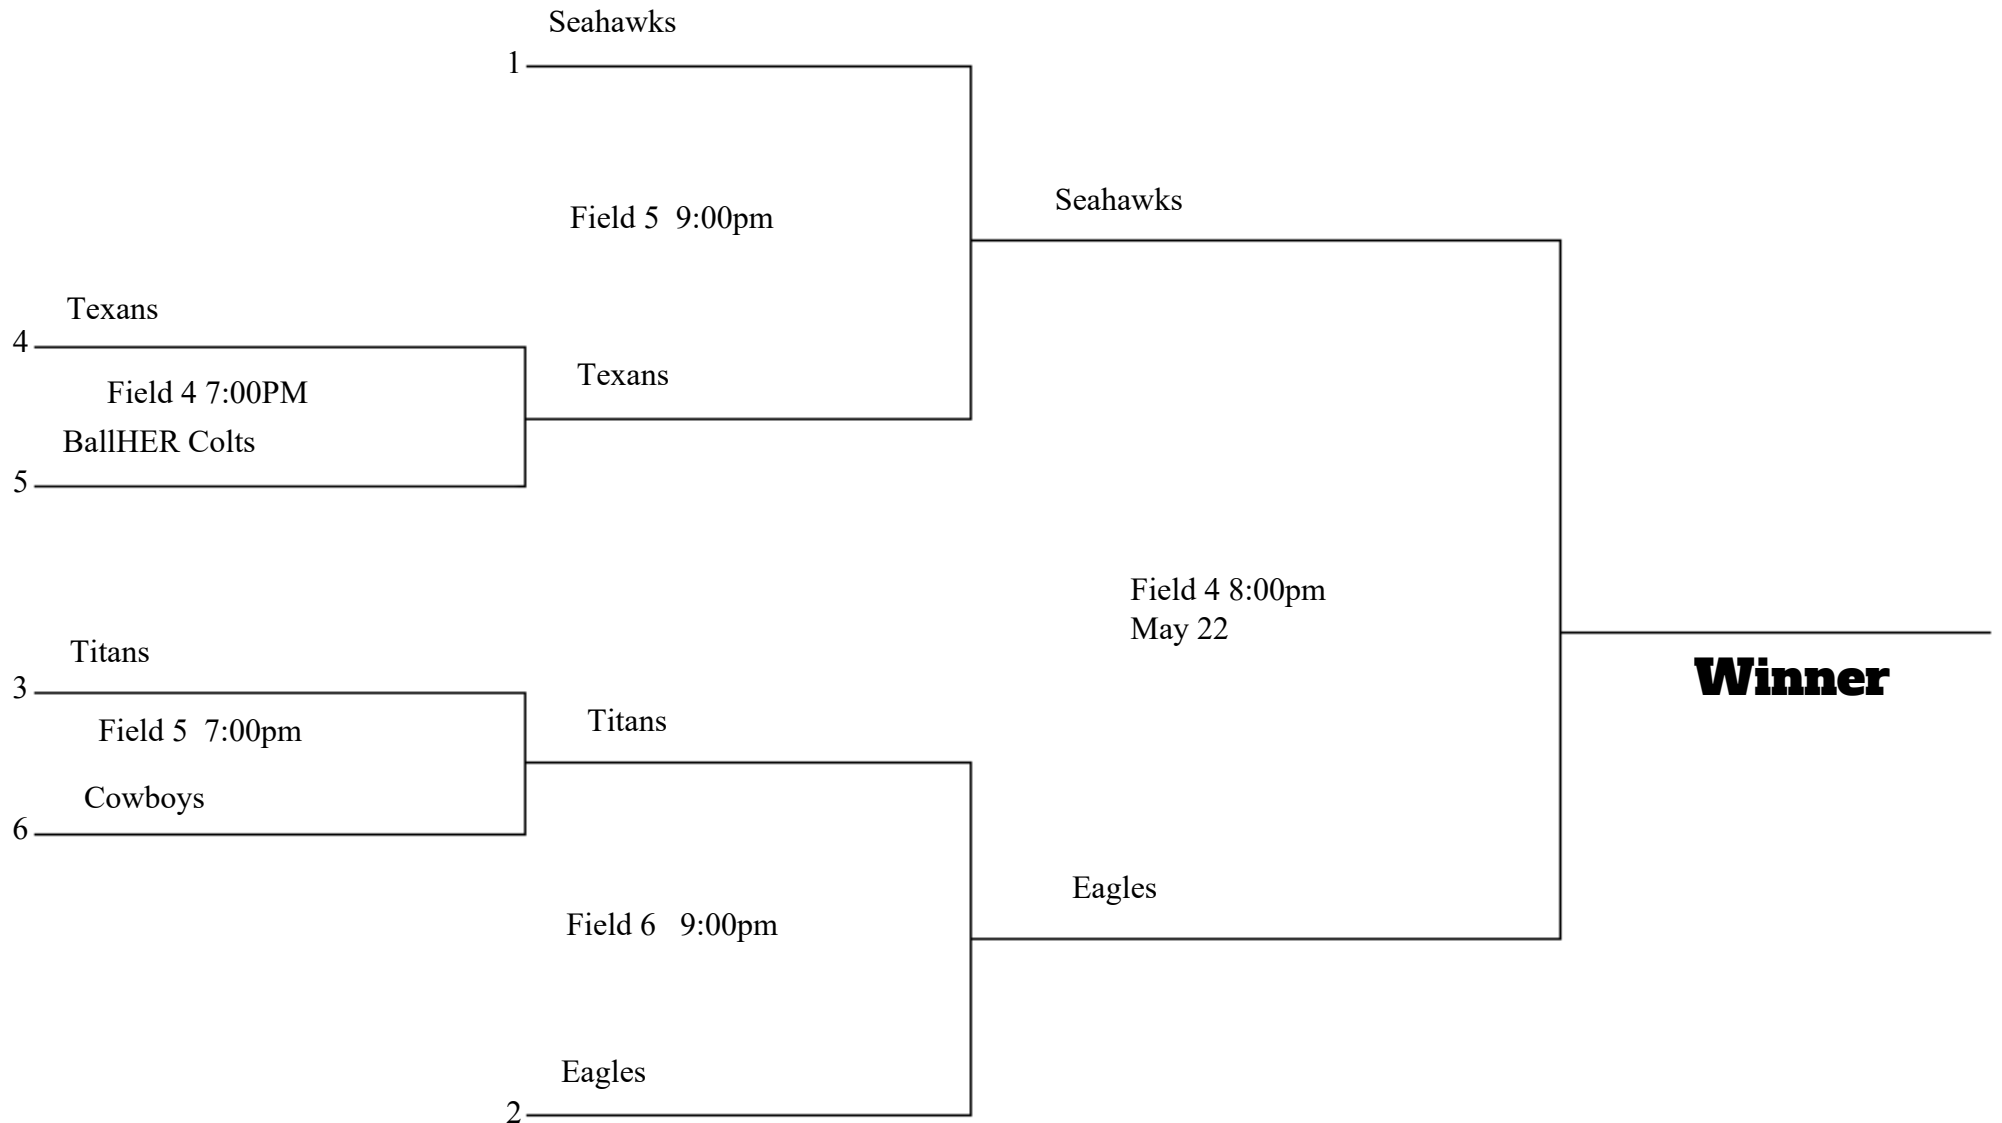 Seahawks
1
Field 5  9:00pm
Seahawks
Texans
4
Field 4 7:00PM
Texans
BallHER Colts
5
Field 4 8:00pm
May 22
Titans
3
Field 5  7:00pm
Titans
Winner
Cowboys
6
Field 6   9:00pm
Eagles
Eagles
2